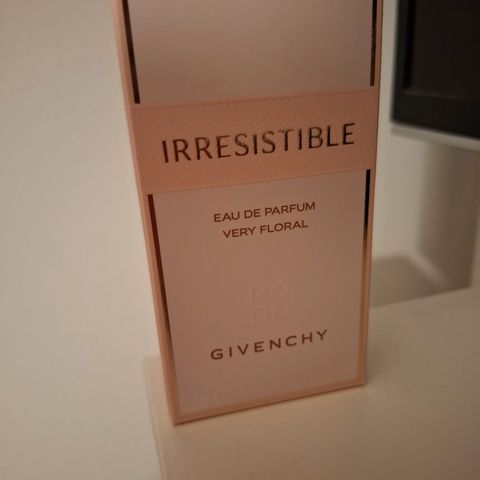 IRRESISTIBLE
EAU DE PARFUM
VERY FLORAL
GIVENCHY